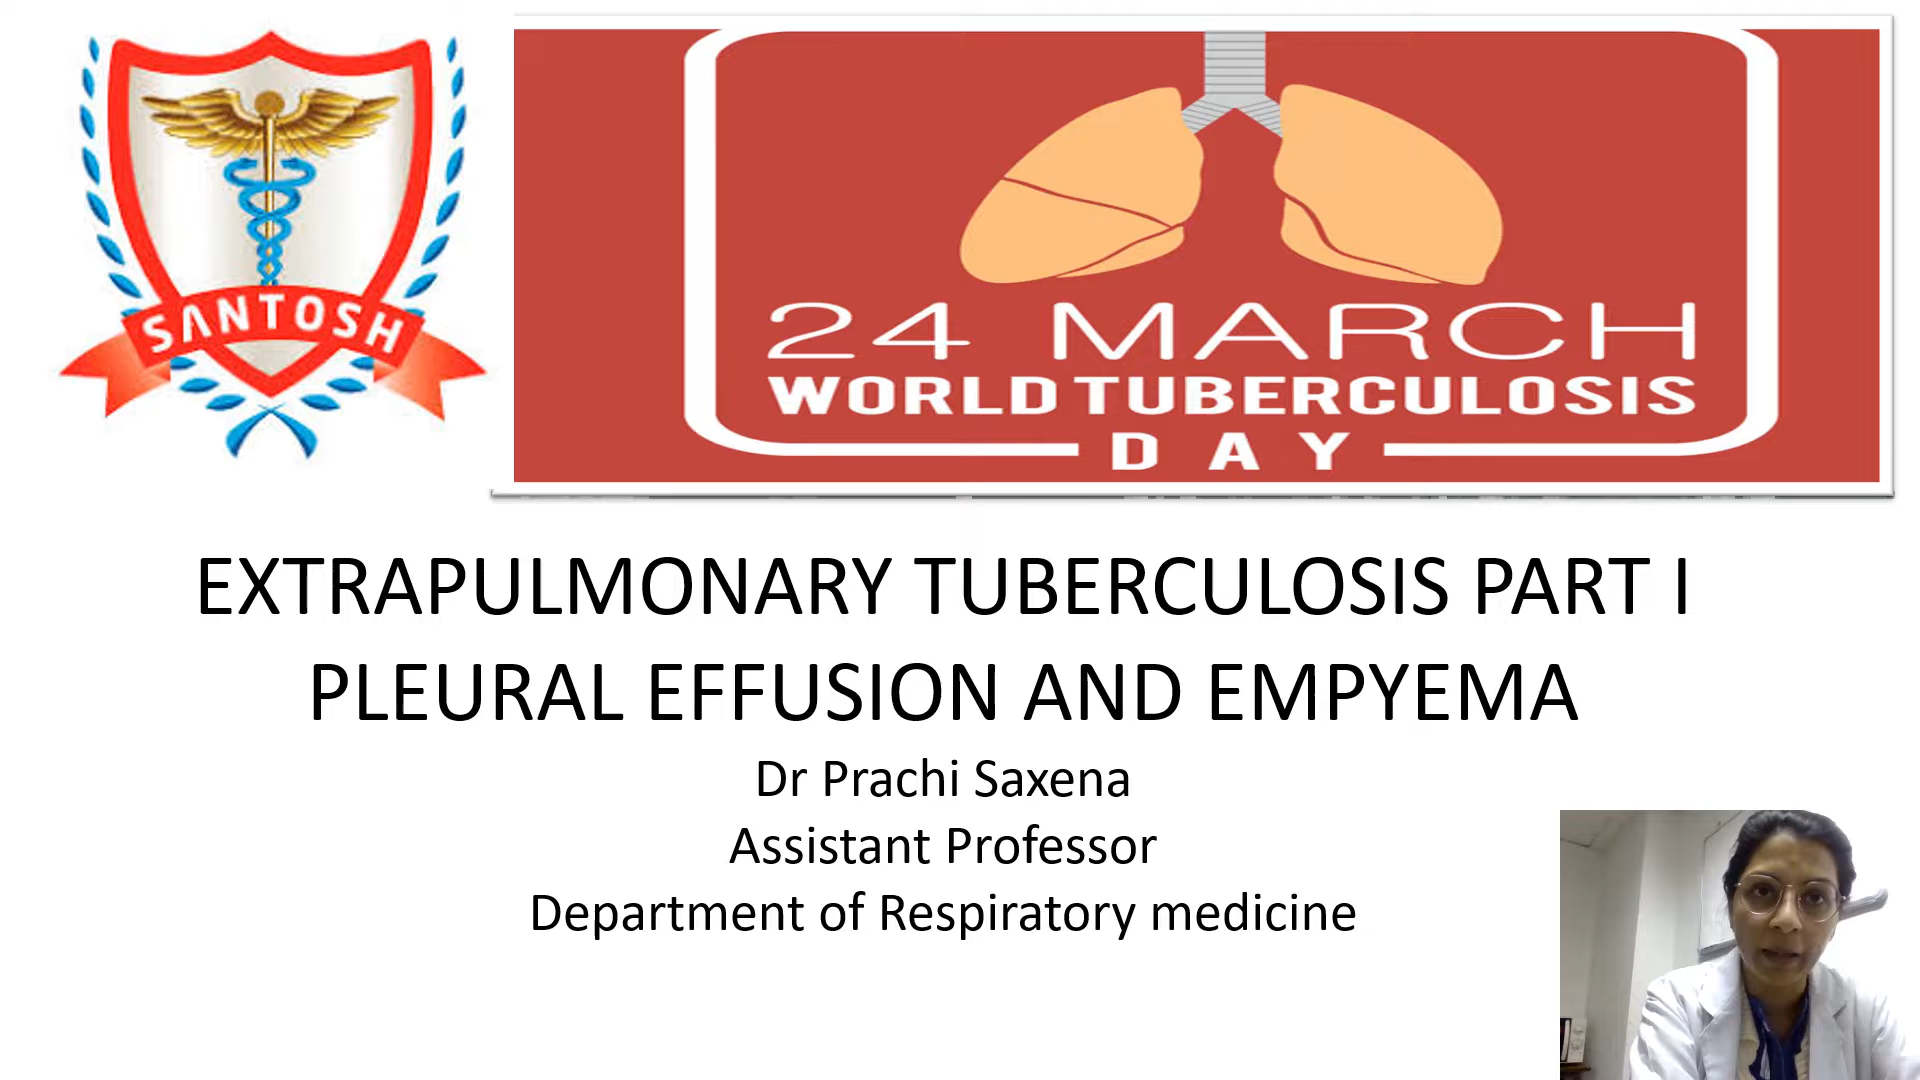 SANTOSH
24 MARCH
WORLD TUBERCULOSIS
DAY
EXTRAPULMONARY TUBERCULOSIS PART I
PLEURAL EFFUSION AND EMPYEMA
Dr Prachi Saxena
Assistant Professor
Department of Respiratory medicine